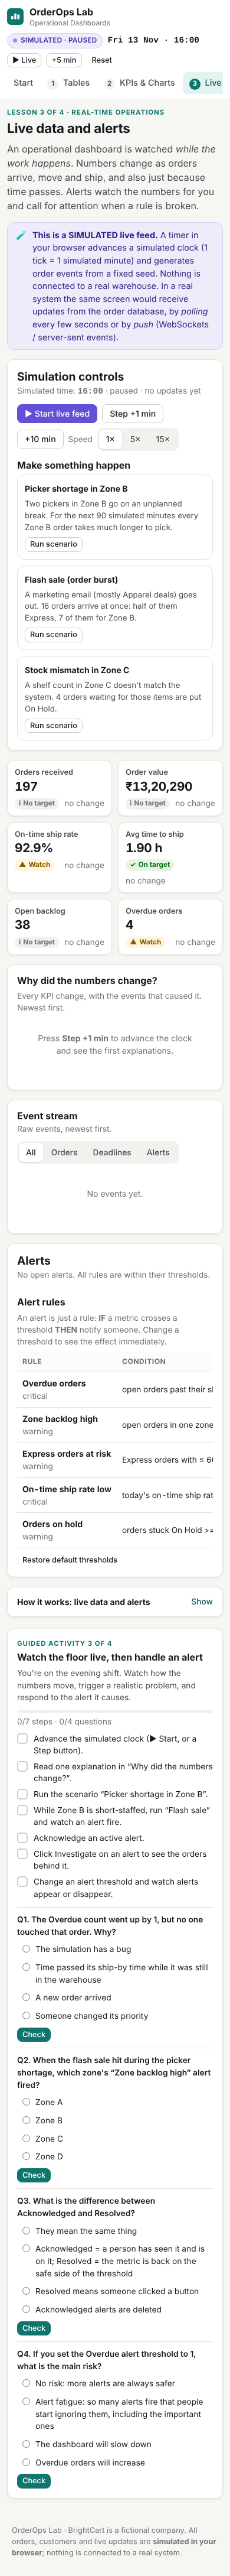 OrderOps Lab
Operational Dashboards
SIMULATED · PAUSED Fri 13 Nov · 16:00
▶ Live +5 min Reset
Start 1 Tables 2 KPIs & Charts 3 Live
LESSON 3 OF 4 · REAL-TIME OPERATIONS
Live data and alerts
An operational dashboard is watched while the
work happens. Numbers change as orders
arrive, move and ship, and also just because
time passes. Alerts watch the numbers for you
and call for attention when a rule is broken.
This is a SIMULATED live feed. A timer in
your browser advances a simulated clock (1
tick = 1 simulated minute) and generates
order events from a fixed seed. Nothing is
connected to a real warehouse. In a real
system the same screen would receive
updates from the order database, by polling
every few seconds or by push (WebSockets
/ server-sent events).
Simulation controls
Simulated time: 16:00 · paused · no updates yet
▶ Start live feed Step +1 min
+10 min Speed 1× 5× 15×
Make something happen
Picker shortage in Zone B
Two pickers in Zone B go on an unplanned
break. For the next 90 simulated minutes every
Zone B order takes much longer to pick.
Run scenario
Flash sale (order burst)
A marketing email (mostly Apparel deals) goes
out. 16 orders arrive at once: half of them
Express, 7 of them for Zone B.
Run scenario
Stock mismatch in Zone C
A shelf count in Zone C doesn't match the
system. 4 orders waiting for those items are put
On Hold.
Run scenario
Orders received
197
i No target no change
Order value
₹13,20,290
i No target no change
On-time ship rate
92.9%
▲ Watch no change
Avg time to ship
1.90 h
✓ On target
no change
Open backlog
38
i No target no change
Overdue orders
4
▲ Watch no change
Why did the numbers change?
Every KPI change, with the events that caused it.
Newest first.
Press Step +1 min to advance the clock
and see the first explanations.
Event stream
Raw events, newest first.
All Orders Deadlines Alerts
No events yet.
Alerts
No open alerts. All rules are within their thresholds.
Alert rules
An alert is just a rule: IF a metric crosses a
threshold THEN notify someone. Change a
threshold to see the effect immediately.
RULE CONDITION
Overdue orders
critical
open orders past their sl
Zone backlog high
warning
open orders in one zone
Express orders at risk
warning
Express orders with ≤ 6
On-time ship rate low
critical
today's on-time ship rat
Orders on hold
warning
orders stuck On Hold >=
Restore default thresholds
How it works: live data and alerts Show
GUIDED ACTIVITY 3 OF 4
Watch the floor live, then handle an alert
You're on the evening shift. Watch how the
numbers move, trigger a realistic problem, and
respond to the alert it causes.
0/7 steps · 0/4 questions
Advance the simulated clock (▶ Start, or a
Step button).
Read one explanation in "Why did the numbers
change?".
Run the scenario "Picker shortage in Zone B".
While Zone B is short-staffed, run "Flash sale"
and watch an alert fire.
Acknowledge an active alert.
Click Investigate on an alert to see the orders
behind it.
Change an alert threshold and watch alerts
appear or disappear.
Q1. The Overdue count went up by 1, but no one
touched that order. Why?
The simulation has a bug
Time passed its ship-by time while it was still
in the warehouse
A new order arrived
Someone changed its priority
Check
Q2. When the flash sale hit during the picker
shortage, which zone's "Zone backlog high" alert
fired?
Zone A
Zone B
Zone C
Zone D
Check
Q3. What is the difference between
Acknowledged and Resolved?
They mean the same thing
Acknowledged = a person has seen it and is
on it; Resolved = the metric is back on the
safe side of the threshold
Resolved means someone clicked a button
Acknowledged alerts are deleted
Check
Q4. If you set the Overdue alert threshold to 1,
what is the main risk?
No risk: more alerts are always safer
Alert fatigue: so many alerts fire that people
start ignoring them, including the important
ones
The dashboard will slow down
Overdue orders will increase
Check
OrderOps Lab · BrightCart is a fictional company. All
orders, customers and live updates are simulated in your
browser; nothing is connected to a real system.